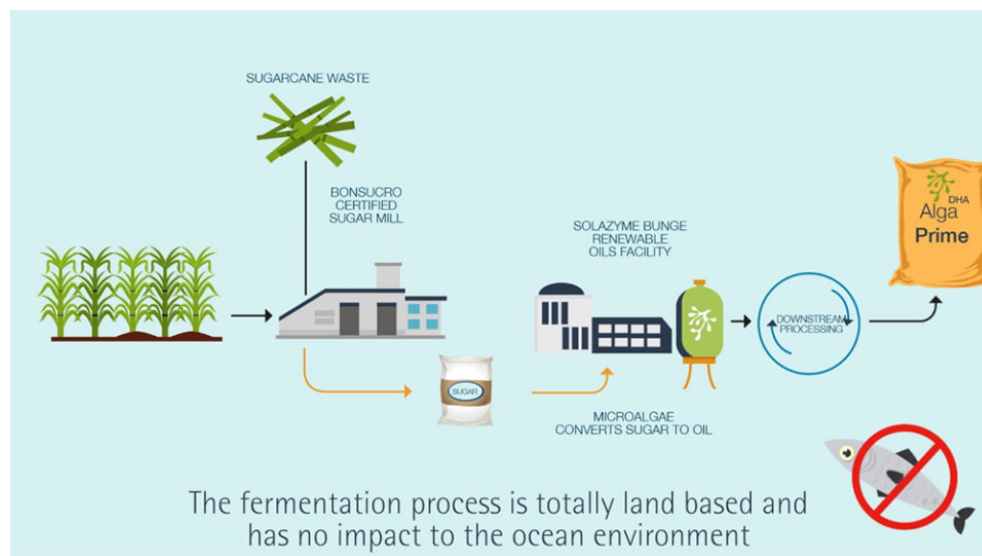 SUGARCANE WASTE
BONSUCRO
CERTIFIED
SUGAR MILL
SOLAZYME BUNGE
RENEWABLE
OILS FACILITY
DHA
Alga
Prime
DOWNSTREAM
PROCESSING
SUGAR
MICROALGAE
CONVERTS SUGAR TO OIL
The fermentation process is totally land based and
has no impact to the ocean environment